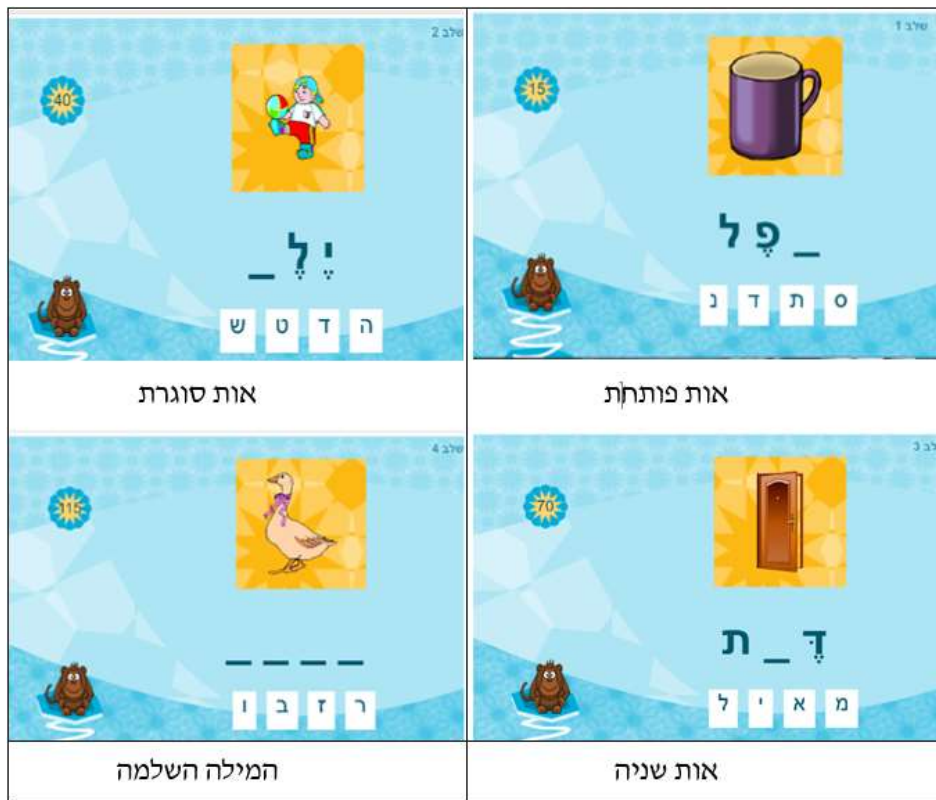 שלב 1
15
_ פֶ ל
ס ת ד נ
אות פותחת
שלב 2
40
יֶ לֶ _
ה ד ט ש
אות סוגרת
לב 3
70
דֶּ _ ת
מ א י ל
אות שניה
שלב 4
115
_ _ _ _
ר ז ב ו
המילה השלמה